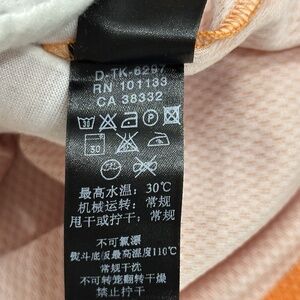 D-TK-6297
RN 101133
CA 38332
30
最高水温：30℃
机械运转：常规
甩干或拧干：常规
不可氯漂
熨斗底板最高温度110℃
常规干洗
不可转笼翻转干燥
禁止拧干